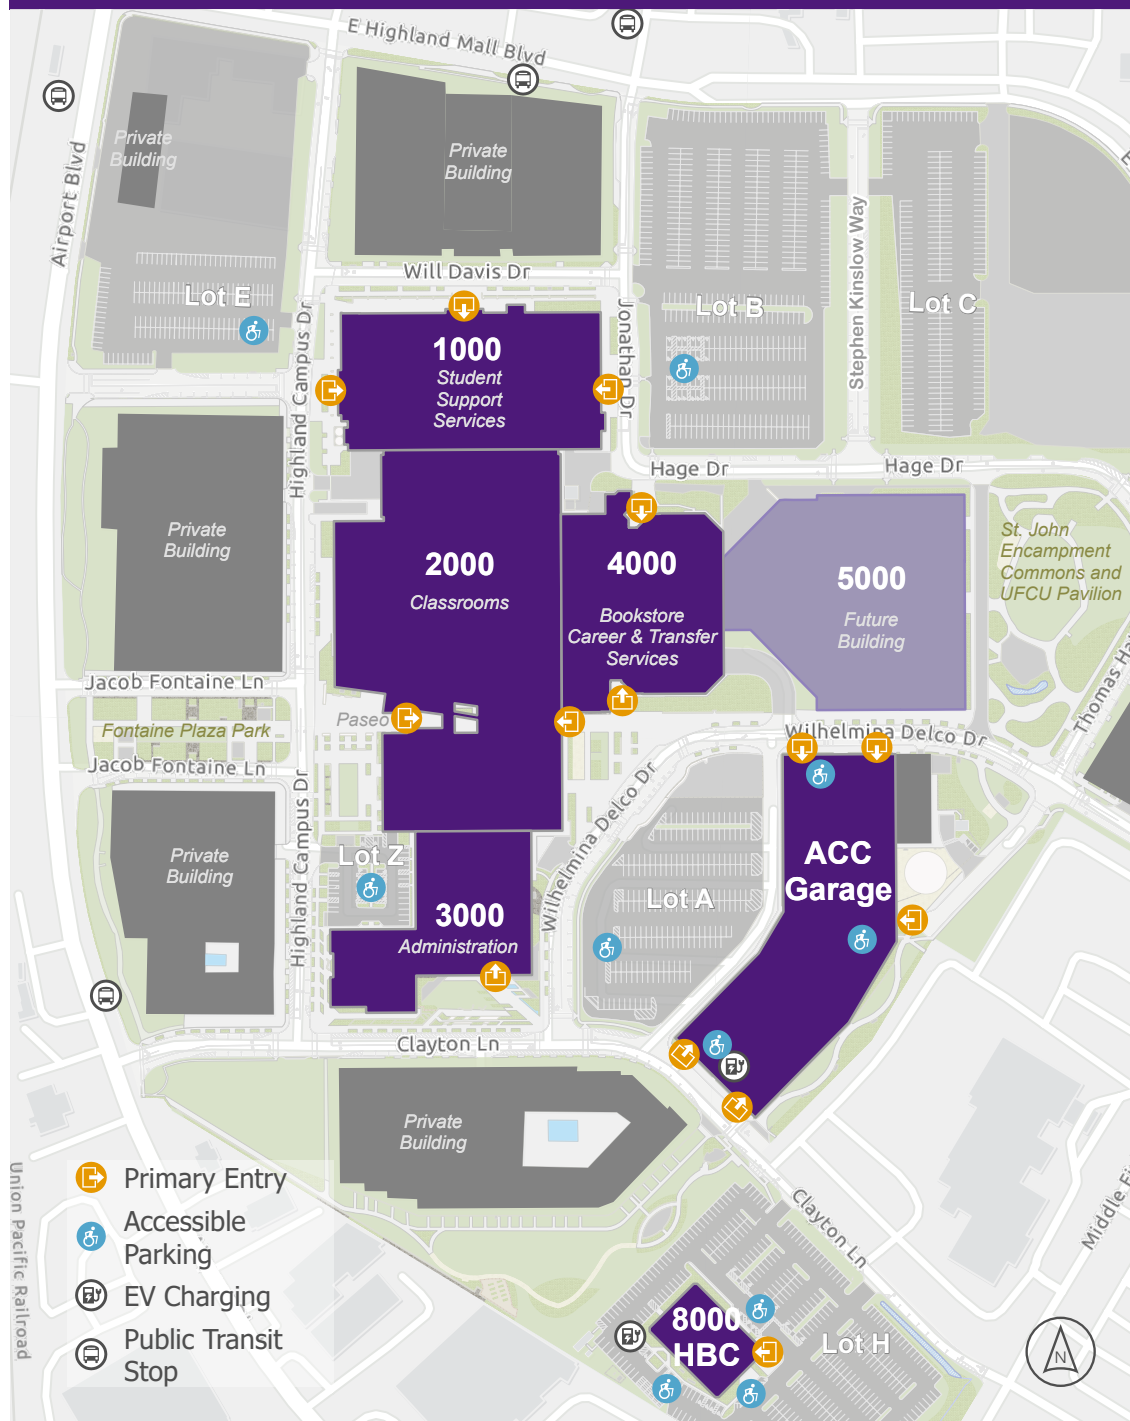 E Highland Mall Blvd
Airport Blvd
Private
Building
Private
Building
Will Davis Dr
Lot E
Lot B
Lot C
Stephen Kinslow Way
Jonathan Dr
Highland Campus Dr
1000
Student
Support
Services
Hage Dr
Hage Dr
Private
Building
2000
Classrooms
4000
Bookstore
Career & Transfer
Services
5000
Future
Building
St. John
Encampment
Commons and
UFCU Pavilion
Jacob Fontaine Ln
Paseo
Fontaine Plaza Park
Jacob Fontaine Ln
Thomas Ha
Wilhelmina Delco Dr
Wilhelmina Delco Dr
Highland Campus Dr
Private
Building
Lot Z
ACC
Garage
Lot A
3000
Administration
Clayton Ln
Private
Building
Clayton Ln
Middle Fi
Union Pacific Railroad
Primary Entry
Accessible
Parking
EV Charging
Public Transit
Stop
8000
HBC
Lot H
N